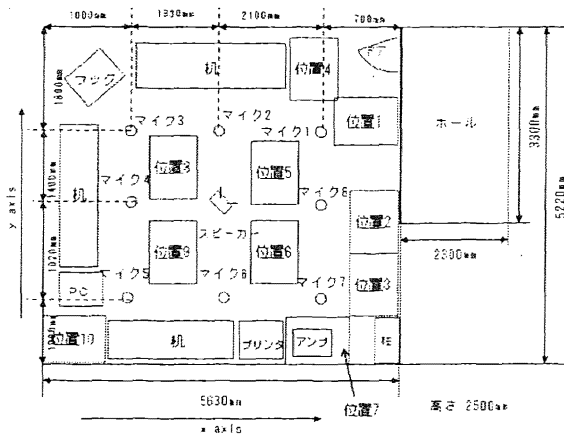 1000mm
1830mm
2100mm
700mm
ドア
机
位置4
マック
1800mm
マイク3
マイク2
マイク1
位置1
ホール
3300mm
5220mm
1400mm
位置8
位置5
マイク4
マイク8
机
位置2
y axis
スピーカー
2300mm
位置9
位置6
1020mm
マイク5
マイク6
マイク7
位置3
PC
位置10
机
プリンタ
アンプ
柱
5630mm
位置7
高さ 2500mm
x axis